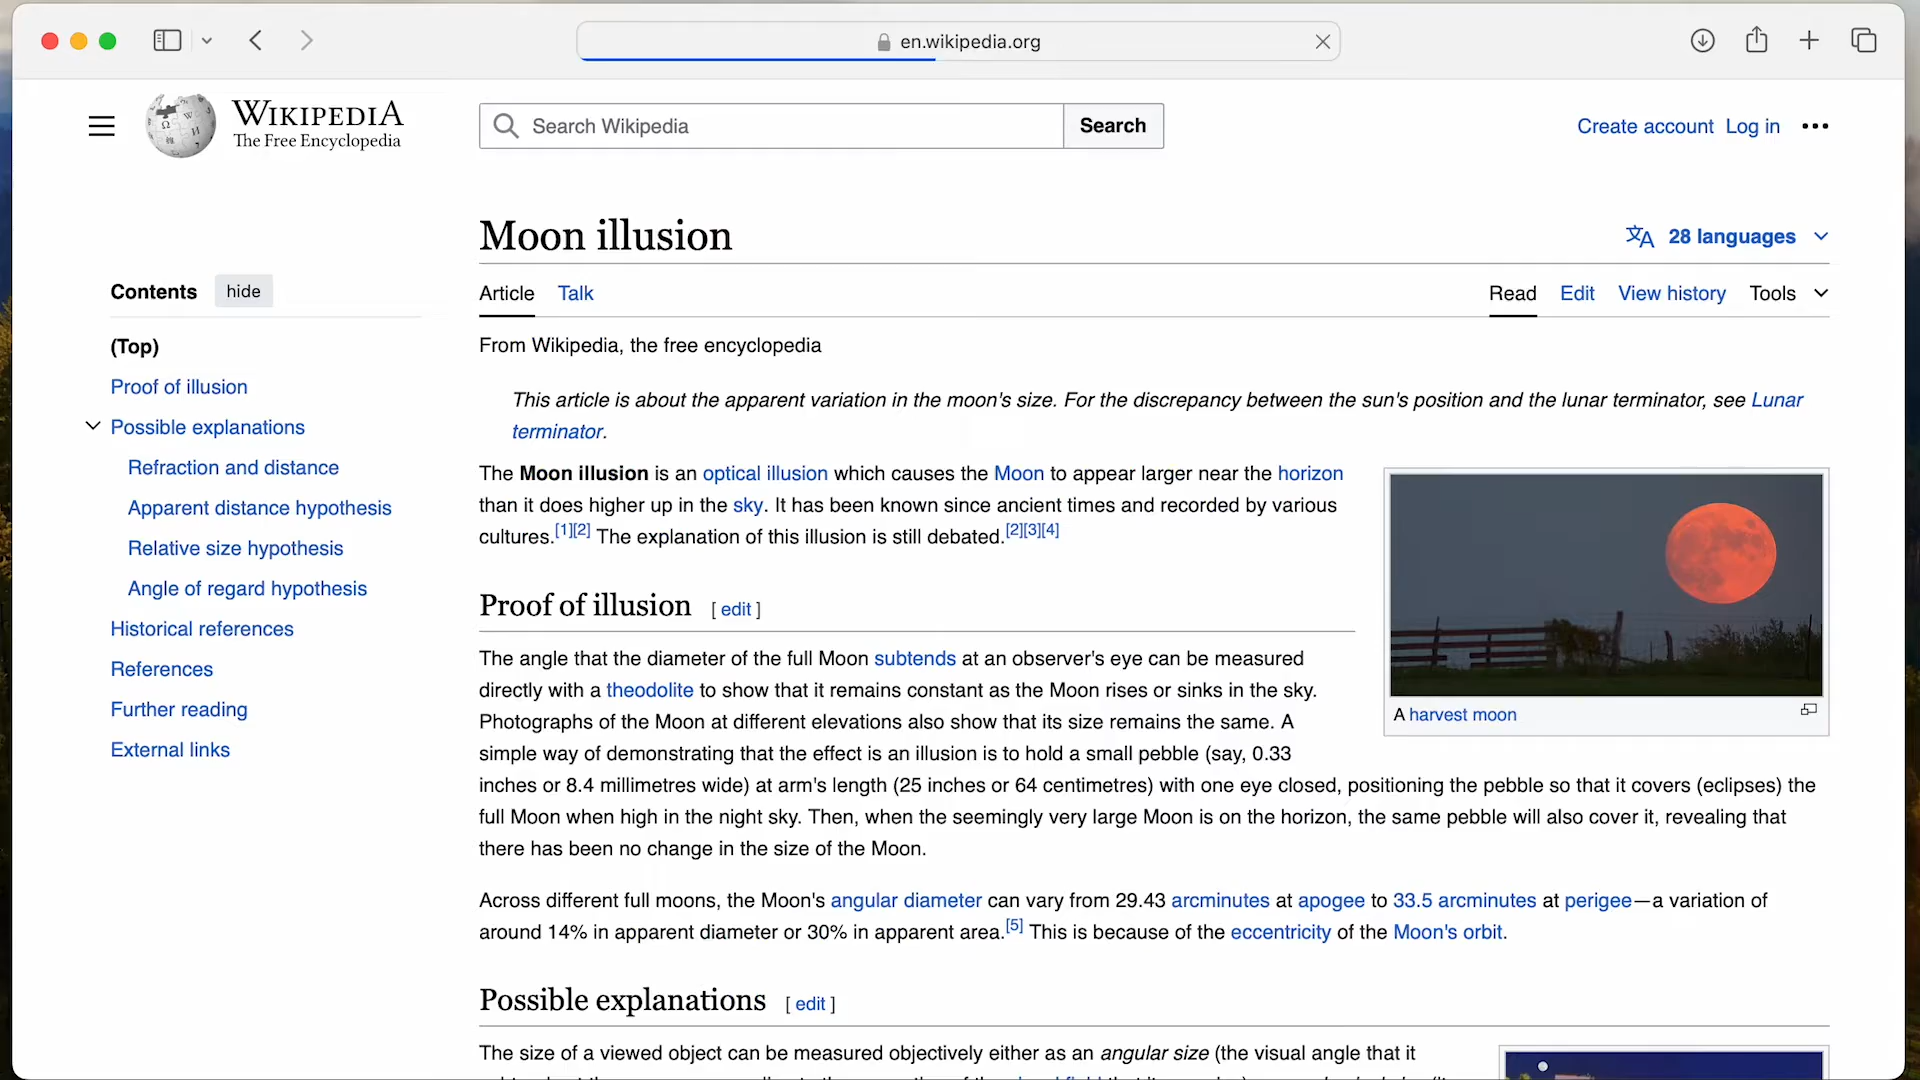 en.wikipedia.org
WIKIPEDIA
The Free Encyclopedia
Search Wikipedia
Search
Create account Log in
Moon illusion
28 languages
Contents hide
Article Talk
Read Edit View history Tools
(Top)
Proof of illusion
Possible explanations
Refraction and distance
Apparent distance hypothesis
Relative size hypothesis
Angle of regard hypothesis
Historical references
References
Further reading
External links
From Wikipedia, the free encyclopedia
This article is about the apparent variation in the moon's size. For the discrepancy between the sun's position and the lunar terminator, see Lunar
terminator.
The Moon illusion is an optical illusion which causes the Moon to appear larger near the horizon
than it does higher up in the sky. It has been known since ancient times and recorded by various
cultures.[1][2] The explanation of this illusion is still debated.[2][3][4]
A harvest moon
Proof of illusion [ edit ]
The angle that the diameter of the full Moon subtends at an observer's eye can be measured
directly with a theodolite to show that it remains constant as the Moon rises or sinks in the sky.
Photographs of the Moon at different elevations also show that its size remains the same. A
simple way of demonstrating that the effect is an illusion is to hold a small pebble (say, 0.33
inches or 8.4 millimetres wide) at arm's length (25 inches or 64 centimetres) with one eye closed, positioning the pebble so that it covers (eclipses) the
full Moon when high in the night sky. Then, when the seemingly very large Moon is on the horizon, the same pebble will also cover it, revealing that
there has been no change in the size of the Moon.
Across different full moons, the Moon's angular diameter can vary from 29.43 arcminutes at apogee to 33.5 arcminutes at perigee—a variation of
around 14% in apparent diameter or 30% in apparent area.[5] This is because of the eccentricity of the Moon's orbit.
Possible explanations [ edit ]
The size of a viewed object can be measured objectively either as an angular size (the visual angle that it